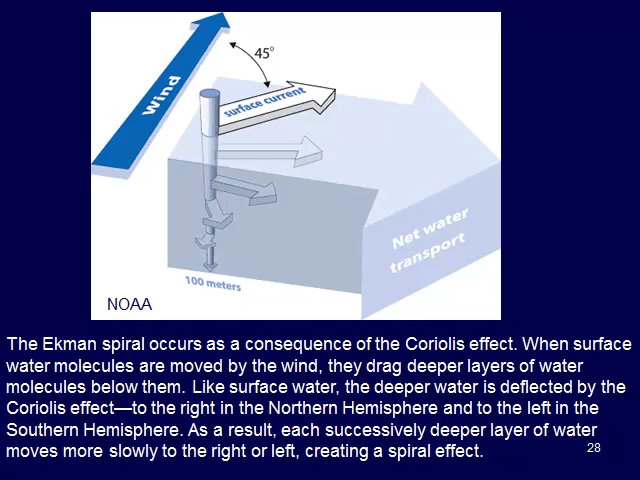 45°
Wind
surface current
Net water
transport
100 meters
NOAA
The Ekman spiral occurs as a consequence of the Coriolis effect. When surface
water molecules are moved by the wind, they drag deeper layers of water
molecules below them. Like surface water, the deeper water is deflected by the
Coriolis effect—to the right in the Northern Hemisphere and to the left in the
Southern Hemisphere. As a result, each successively deeper layer of water
moves more slowly to the right or left, creating a spiral effect.
28